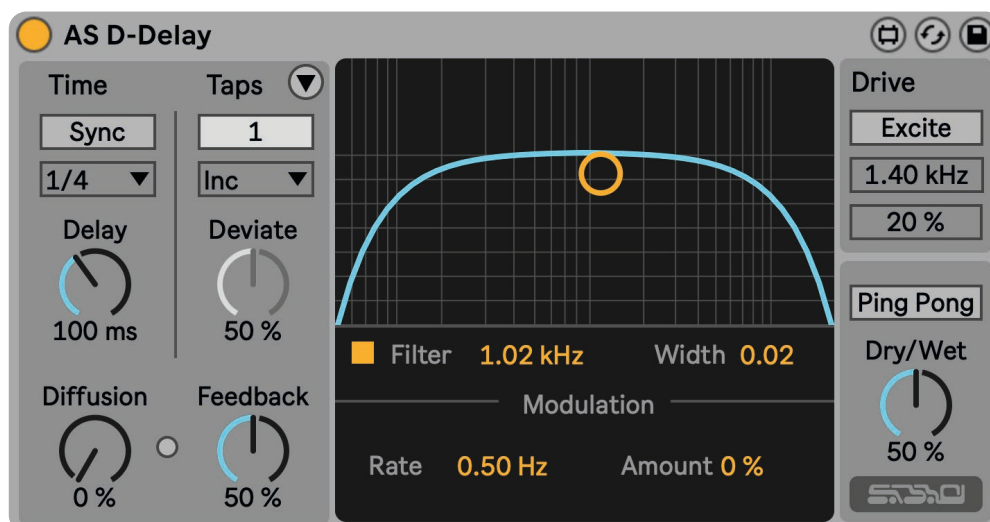 AS D-Delay
Time
Sync
1/4
Delay
100 ms
Taps
1
Inc
Deviate
50 %
Diffusion
0 %
Feedback
50 %
Filter 1.02 kHz Width 0.02
Modulation
Rate 0.50 Hz Amount 0 %
Drive
Excite
1.40 kHz
20 %
Ping Pong
Dry/Wet
50 %